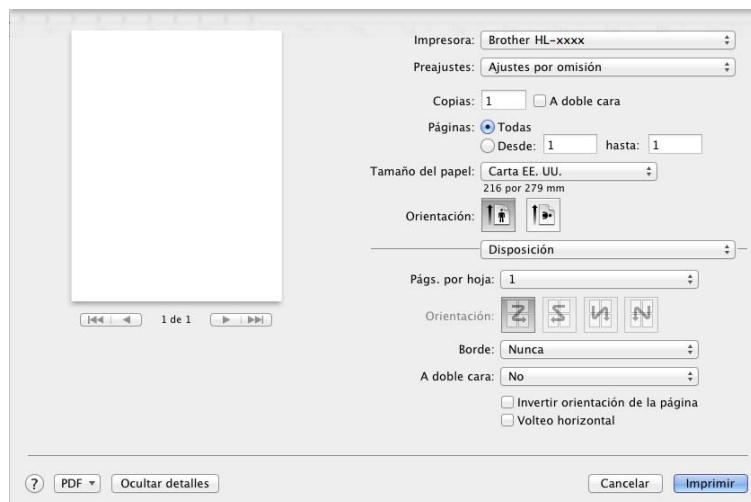 Impresora: Brother HL-xxxx
Preajustes: Ajustes por omisión
Copias: 1 A doble cara
Páginas: Todas
Desde: 1 hasta: 1
Tamaño del papel: Carta EE. UU.
216 por 279 mm
Orientación:
Disposición
Págs. por hoja: 1
Orientación:
Borde: Nunca
A doble cara: No
Invertir orientación de la página
Volteo horizontal
1 de 1
? PDF Ocultar detalles Cancelar Imprimir